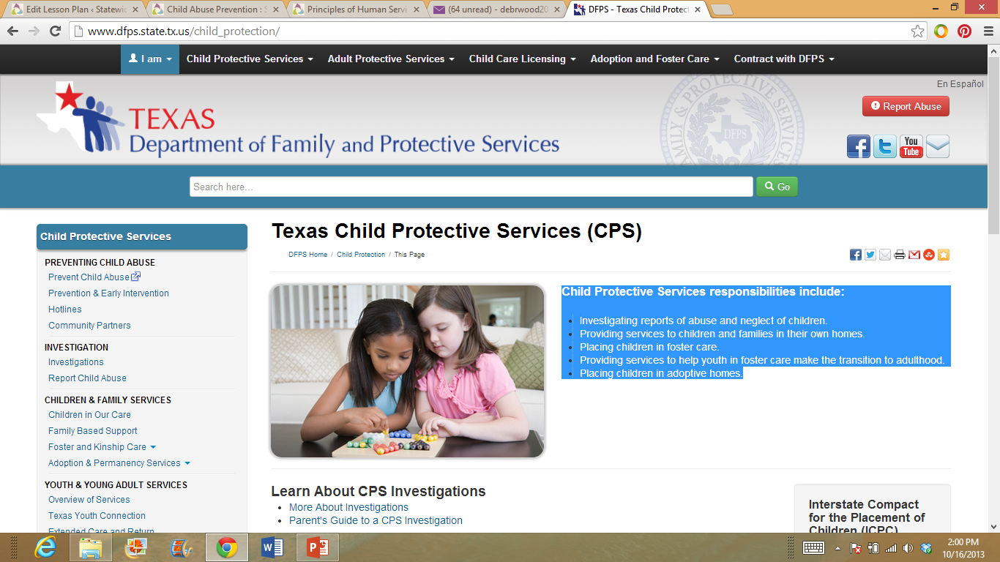 Edit Lesson Plan ‹ Statewid
Child Abuse Prevention : S
Principles of Human Servi
(64 unread) - debrwood20
DFPS - Texas Child Protect
www.dfps.state.tx.us/child_protection/
I am
Child Protective Services
Adult Protective Services
Child Care Licensing
Adoption and Foster Care
Contract with DFPS
En Español
TEXAS
Department of Family and Protective Services
FAMILY & PROTECTIVE SERVICES
DFPS
Report Abuse
You
Tube
Search here...
Go
Child Protective Services
PREVENTING CHILD ABUSE
Prevent Child Abuse
Prevention & Early Intervention
Hotlines
Community Partners
INVESTIGATION
Investigations
Report Child Abuse
CHILDREN & FAMILY SERVICES
Children in Our Care
Family Based Support
Foster and Kinship Care
Adoption & Permanency Services
YOUTH & YOUNG ADULT SERVICES
Overview of Services
Texas Youth Connection
Extended Care and Return
Texas Child Protective Services (CPS)
DFPS Home / Child Protection / This Page
Child Protective Services responsibilities include:
• Investigating reports of abuse and neglect of children.
• Providing services to children and families in their own homes.
• Placing children in foster care.
• Providing services to help youth in foster care make the transition to adulthood.
• Placing children in adoptive homes.
Learn About CPS Investigations
• More About Investigations
• Parent's Guide to a CPS Investigation
Interstate Compact
for the Placement of
Children (ICPC)
2:00 PM
10/16/2013